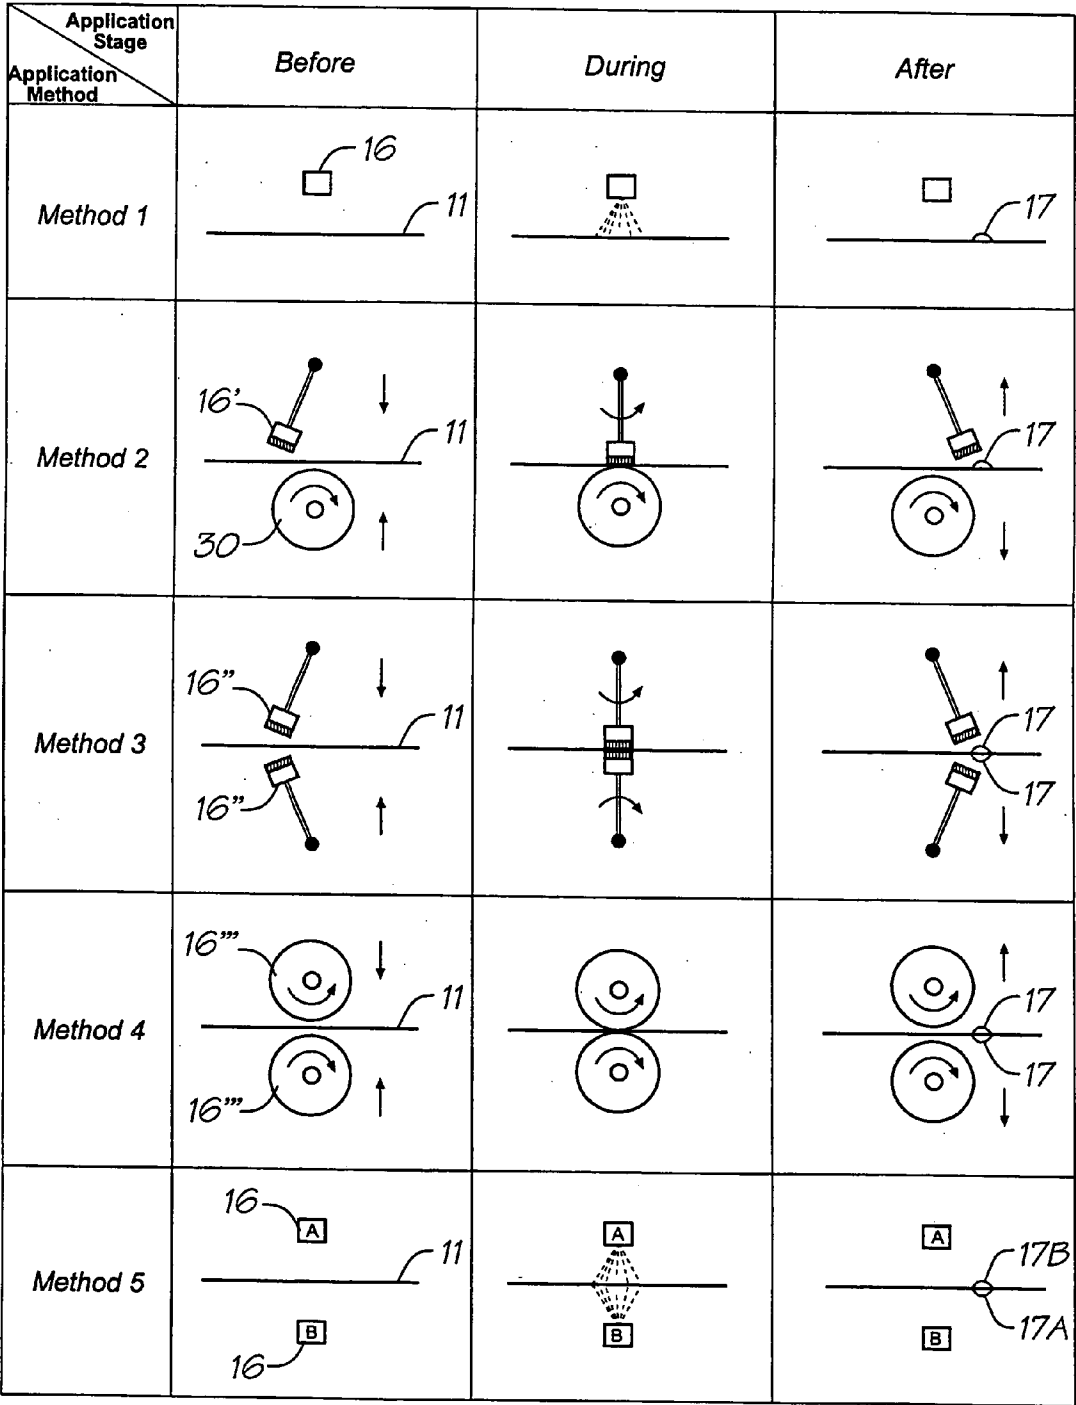 Application
Stage
Application
Method
Before
During
After
Method 1
16
11
17
Method 2
16'
11
30
17
Method 3
16"
11
16"
17
17
Method 4
16'''
11
16'''
17
17
Method 5
16
A
11
B
16
A
B
A
17B
17A
B